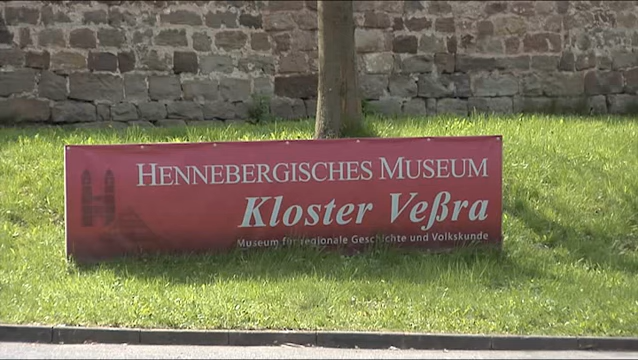 Hennebergisches Museum
Kloster Veßra
Museum für regionale Geschichte und Volkskunde